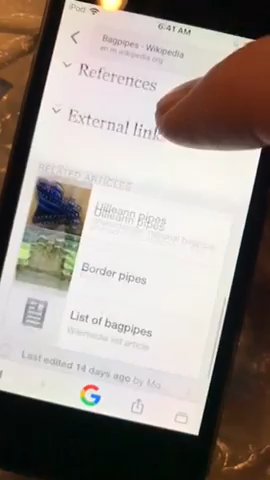 iPod
6:41 AM
Bagpipes - Wikipedia
en.m.wikipedia.org
References
External link
RELATED ARTICLES
Uilleann pipes
Border pipes
List of bagpipes
Wikimedia list article
Last edited 14 days ago by Mo